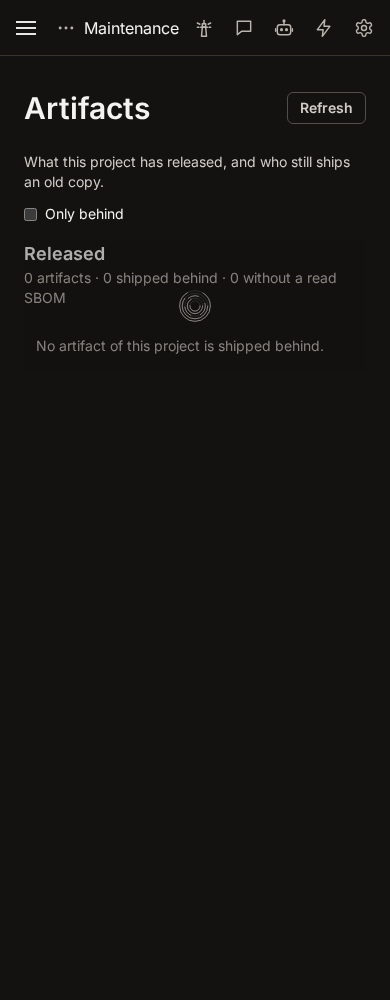 Maintenance
Artifacts
Refresh
What this project has released, and who still ships
an old copy.
Only behind
Released
0 artifacts · 0 shipped behind · 0 without a read
SBOM
No artifact of this project is shipped behind.